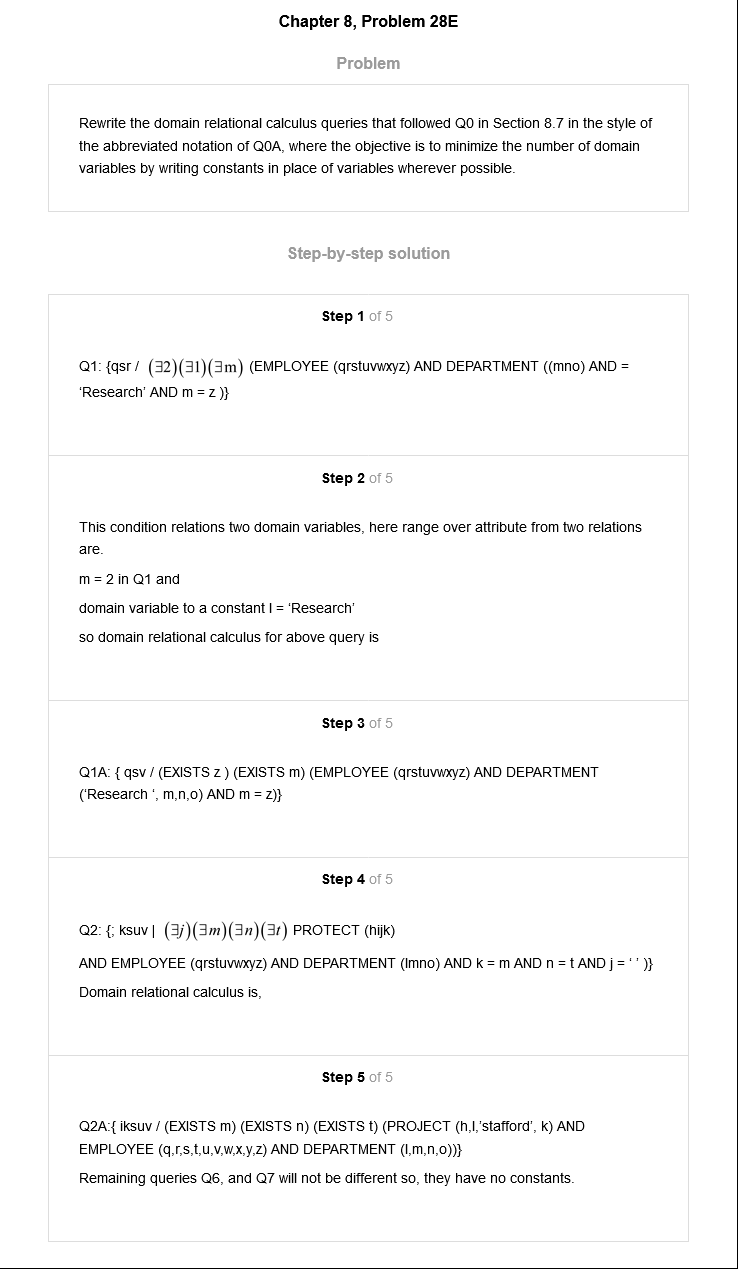 Chapter 8, Problem 28E
Problem
Rewrite the domain relational calculus queries that followed Q0 in Section 8.7 in the style of
the abbreviated notation of Q0A, where the objective is to minimize the number of domain
variables by writing constants in place of variables wherever possible.
Step-by-step solution
Step 1 of 5
Q1: {qsr / (∃2)(∃1)(∃m) (EMPLOYEE (qrstuvwxyz) AND DEPARTMENT ((mno) AND =
‘Research’ AND m = z )}
Step 2 of 5
This condition relations two domain variables, here range over attribute from two relations
are.
m = 2 in Q1 and
domain variable to a constant l = ‘Research’
so domain relational calculus for above query is
Step 3 of 5
Q1A: { qsv / (EXISTS z ) (EXISTS m) (EMPLOYEE (qrstuvwxyz) AND DEPARTMENT
(‘Research ‘, m,n,o) AND m = z)}
Step 4 of 5
Q2: {; ksuv | (∃j)(∃m)(∃n)(∃t) PROTECT (hijk)
AND EMPLOYEE (qrstuvwxyz) AND DEPARTMENT (lmno) AND k = m AND n = t AND j = ‘ ’ )}
Domain relational calculus is,
Step 5 of 5
Q2A:{ iksuv / (EXISTS m) (EXISTS n) (EXISTS t) (PROJECT (h,I,’stafford’, k) AND
EMPLOYEE (q,r,s,t,u,v,w,x,y,z) AND DEPARTMENT (l,m,n,o))}
Remaining queries Q6, and Q7 will not be different so, they have no constants.